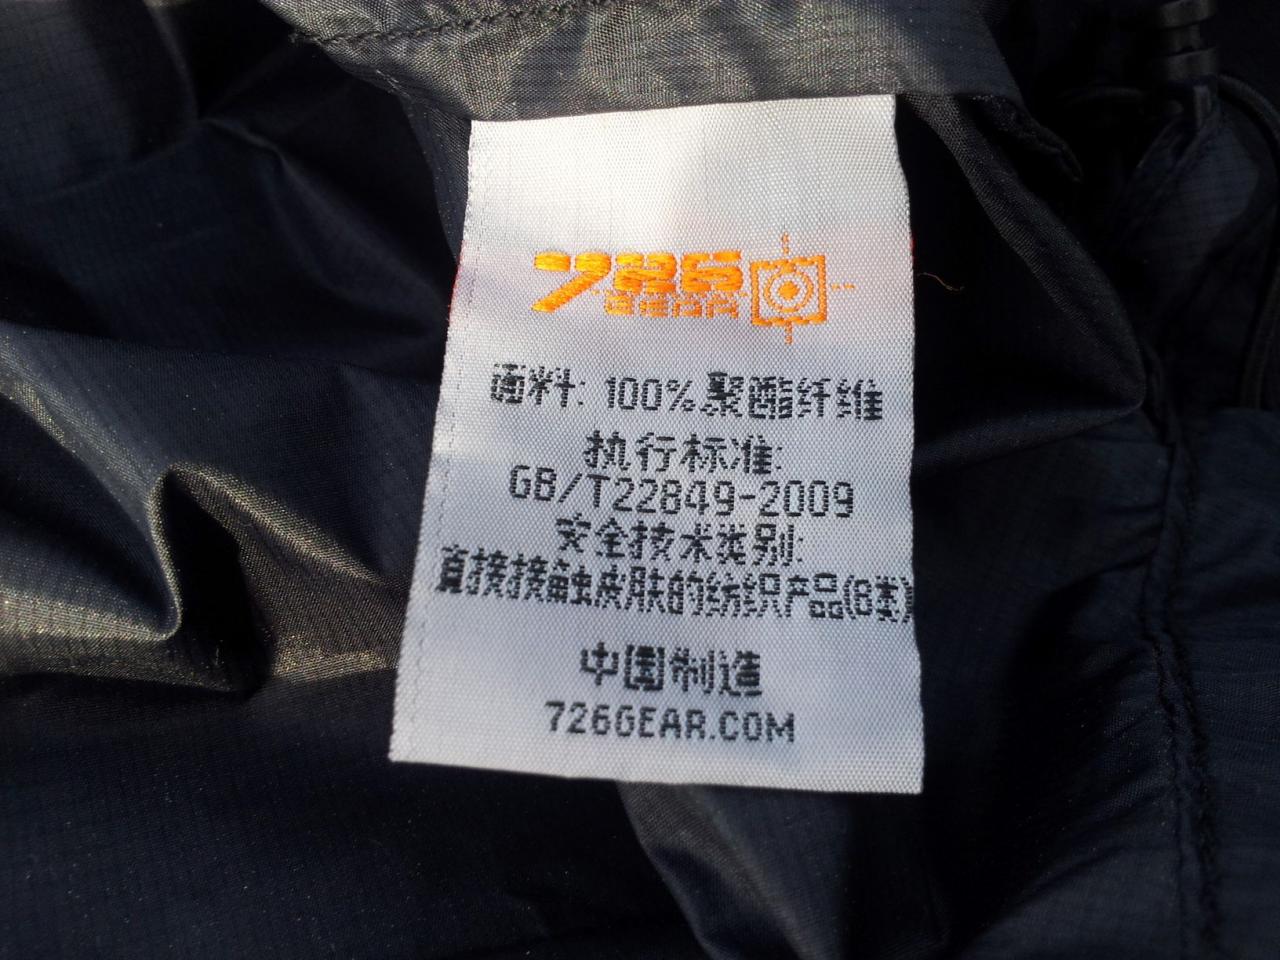 726
GEAR
面料: 100%聚酯纤维
执行标准:
GB/T22849-2009
安全技术类别:
直接接触皮肤的纺织产品(B类)
中国制造
726GEAR.COM